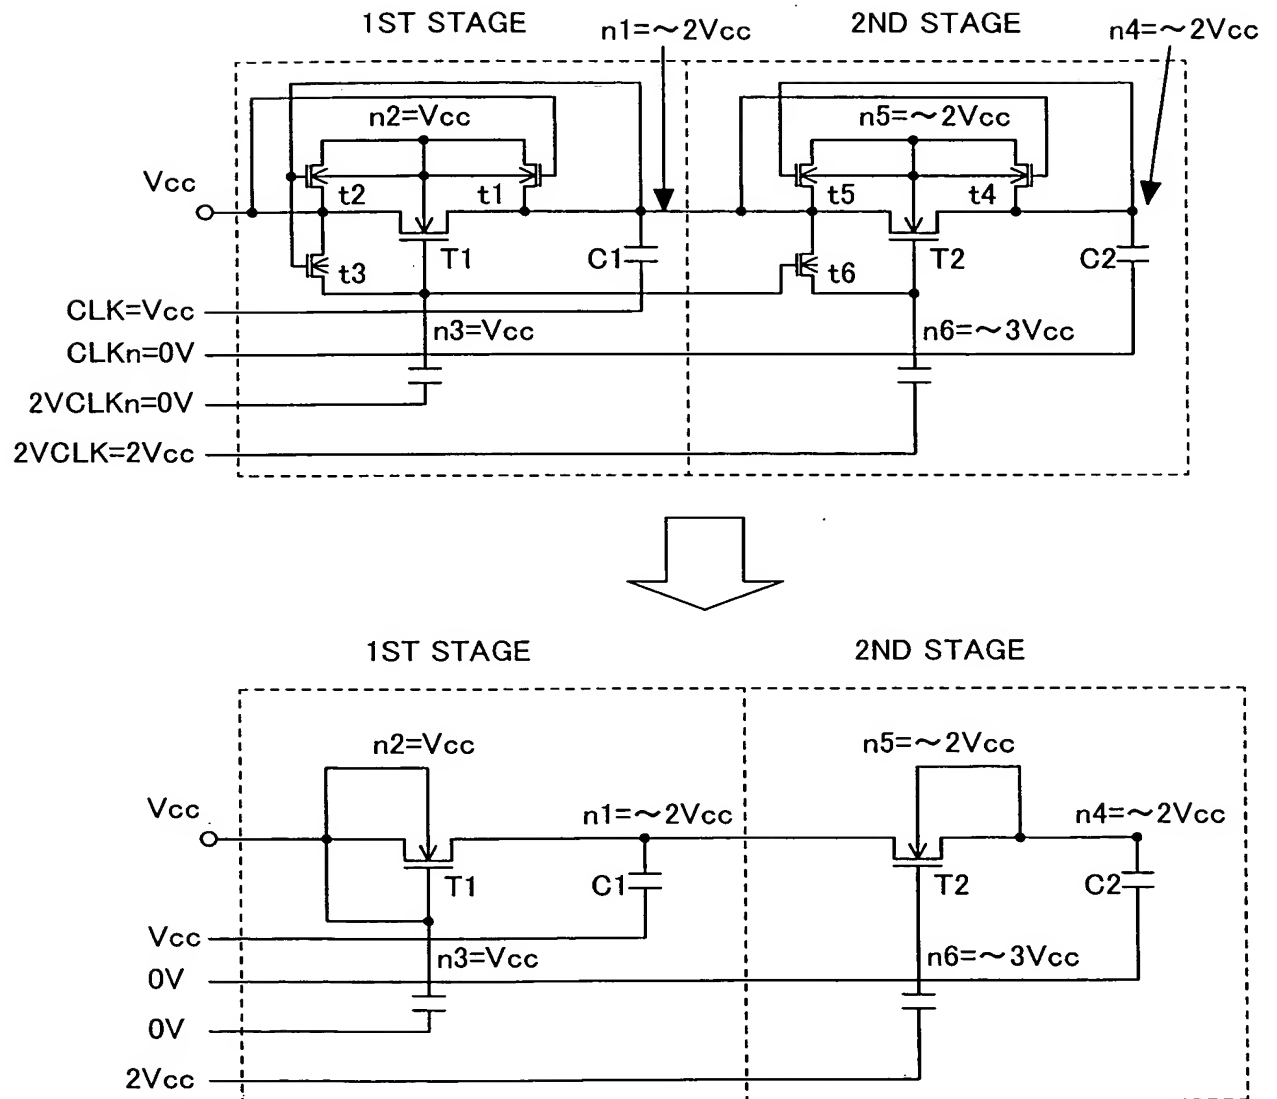 1ST STAGE
n1=~2Vcc
2ND STAGE
n4=~2Vcc
n2=Vcc
n5=~2Vcc
Vcc
t2
t1
t5
t4
T1
C1
T2
C2
t3
t6
CLK=Vcc
n3=Vcc
n6=~3Vcc
CLKn=0V
2VCLKn=0V
2VCLK=2Vcc
1ST STAGE
2ND STAGE
n2=Vcc
n5=~2Vcc
Vcc
n1=~2Vcc
n4=~2Vcc
T1
C1
T2
C2
Vcc
n3=Vcc
n6=~3Vcc
0V
0V
2Vcc